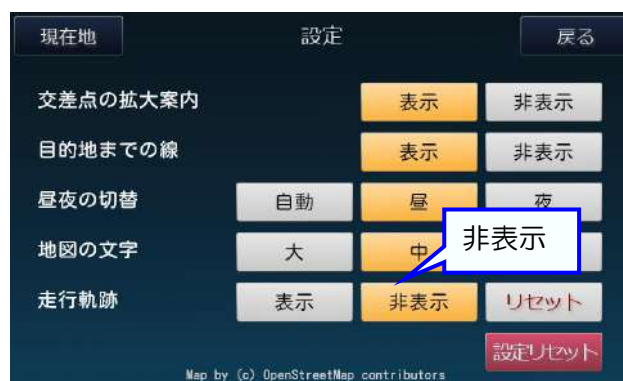 現在地 設定 戻る
交差点の拡大案内 表示 非表示
目的地までの線 表示 非表示
昼夜の切替 自動 昼 夜
地図の文字 大 中
非表示
走行軌跡 表示 非表示 リセット
設定リセット
Map by (c) OpenStreetMap contributors